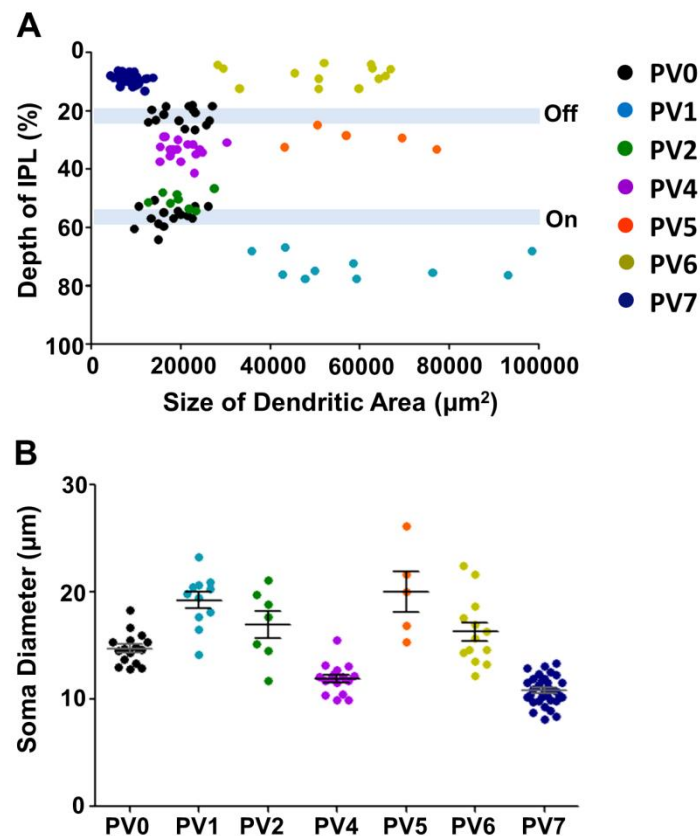 A
0
20
40
60
80
100
Depth of IPL (%)
Off
On
0
20000
40000
60000
80000
100000
Size of Dendritic Area (µm²)
PV0
PV1
PV2
PV4
PV5
PV6
PV7
B
30
20
10
0
Soma Diameter (µm)
PV0 PV1 PV2 PV4 PV5 PV6 PV7